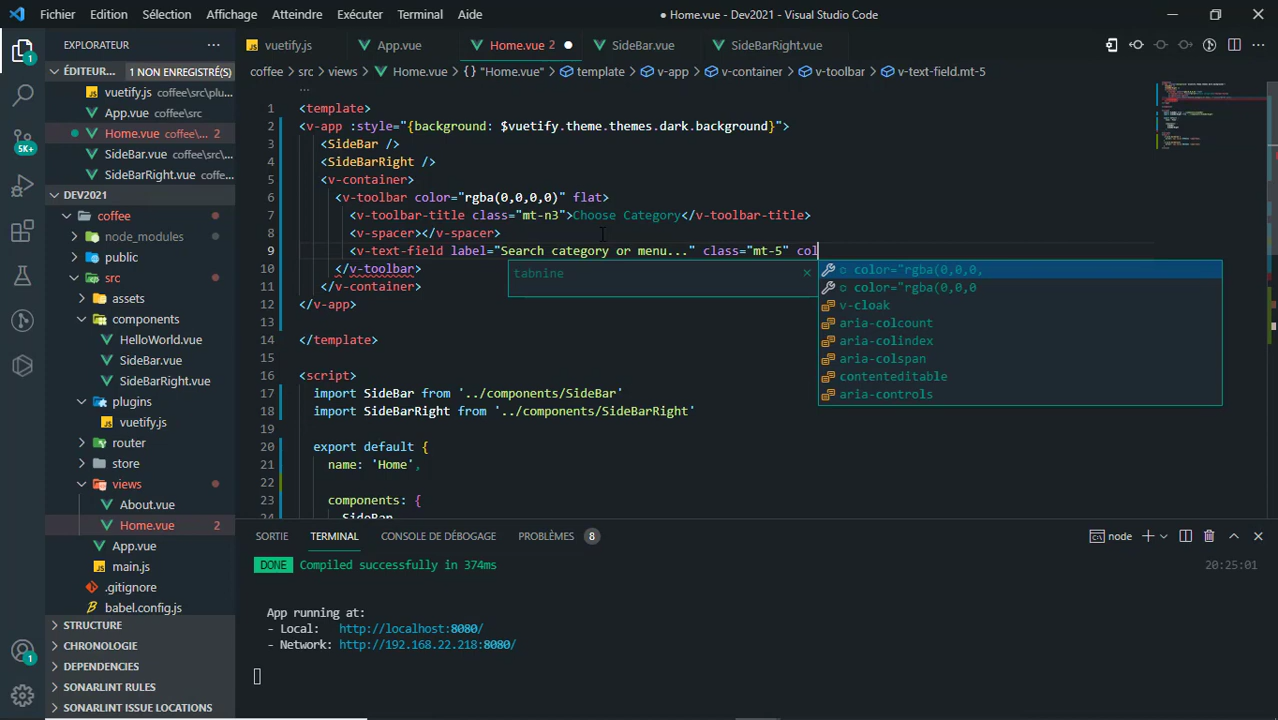 Fichier Edition Sélection Affichage Atteindre Exécuter Terminal Aide ● Home.vue - Dev2021 - Visual Studio Code
EXPLORATEUR ···
vuetify.js App.vue Home.vue 2 SideBar.vue SideBarRight.vue
ÉDITEUR... 1 NON ENREGISTRÉ(S)
coffee > src > views > Home.vue > {} "Home.vue" > template > v-app > v-container > v-toolbar > v-text-field.mt-5
vuetify.js coffee\src\plu...
App.vue coffee\src
Home.vue coffee\... 2
SideBar.vue coffee\src\...
SideBarRight.vue coffe...
DEV2021
coffee
node_modules
public
src
assets
components
HelloWorld.vue
SideBar.vue
SideBarRight.vue
plugins
vuetify.js
router
store
views
About.vue
Home.vue 2
App.vue
main.js
.gitignore
babel.config.js
STRUCTURE
CHRONOLOGIE
DEPENDENCIES
SONARLINT RULES
SONARLINT ISSUE LOCATIONS
1
5K+
1
...
1 <template>
2 <v-app :style="{background: $vuetify.theme.themes.dark.background}">
3 <SideBar />
4 <SideBarRight />
5 <v-container>
6 <v-toolbar color="rgba(0,0,0,0)" flat>
7 <v-toolbar-title class="mt-n3">Choose Category</v-toolbar-title>
8 <v-spacer></v-spacer>
9 <v-text-field label="Search category or menu..." class="mt-5" col
10 </v-toolbar>
11 </v-container>
12 </v-app>
13
14 </template>
15
16 <script>
17 import SideBar from '../components/SideBar'
18 import SideBarRight from '../components/SideBarRight'
19
20 export default {
21 name: 'Home',
22
23 components: {
24 SideBar,
tabnine ×
color="rgba(0,0,0,
color="rgba(0,0,0
v-cloak
aria-colcount
aria-colindex
aria-colspan
contenteditable
aria-controls
SORTIE TERMINAL CONSOLE DE DÉBOGAGE PROBLÈMES 8 node
DONE Compiled successfully in 374ms 20:25:01
App running at:
- Local: http://localhost:8080/
- Network: http://192.168.22.218:8080/